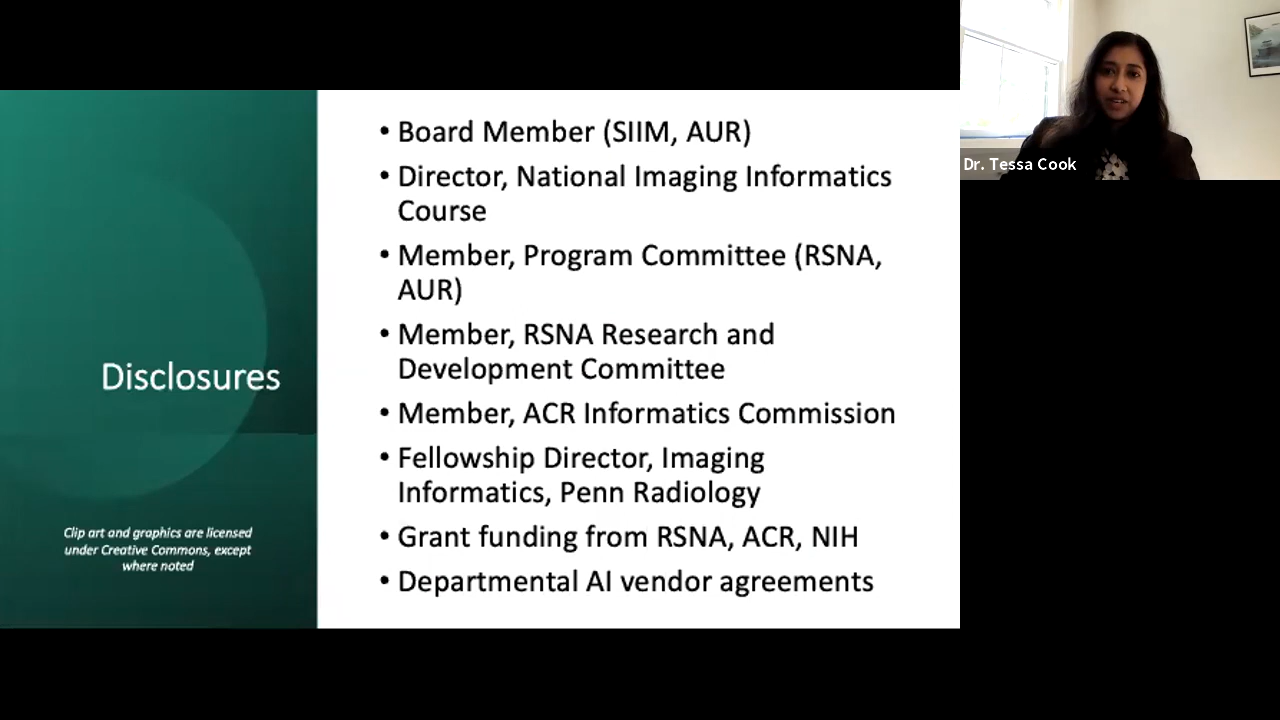 Disclosures
Clip art and graphics are licensed
under Creative Commons, except
where noted
• Board Member (SIIM, AUR)
• Director, National Imaging Informatics
Course
• Member, Program Committee (RSNA,
AUR)
• Member, RSNA Research and
Development Committee
• Member, ACR Informatics Commission
• Fellowship Director, Imaging
Informatics, Penn Radiology
• Grant funding from RSNA, ACR, NIH
• Departmental AI vendor agreements
Dr. Tessa Cook